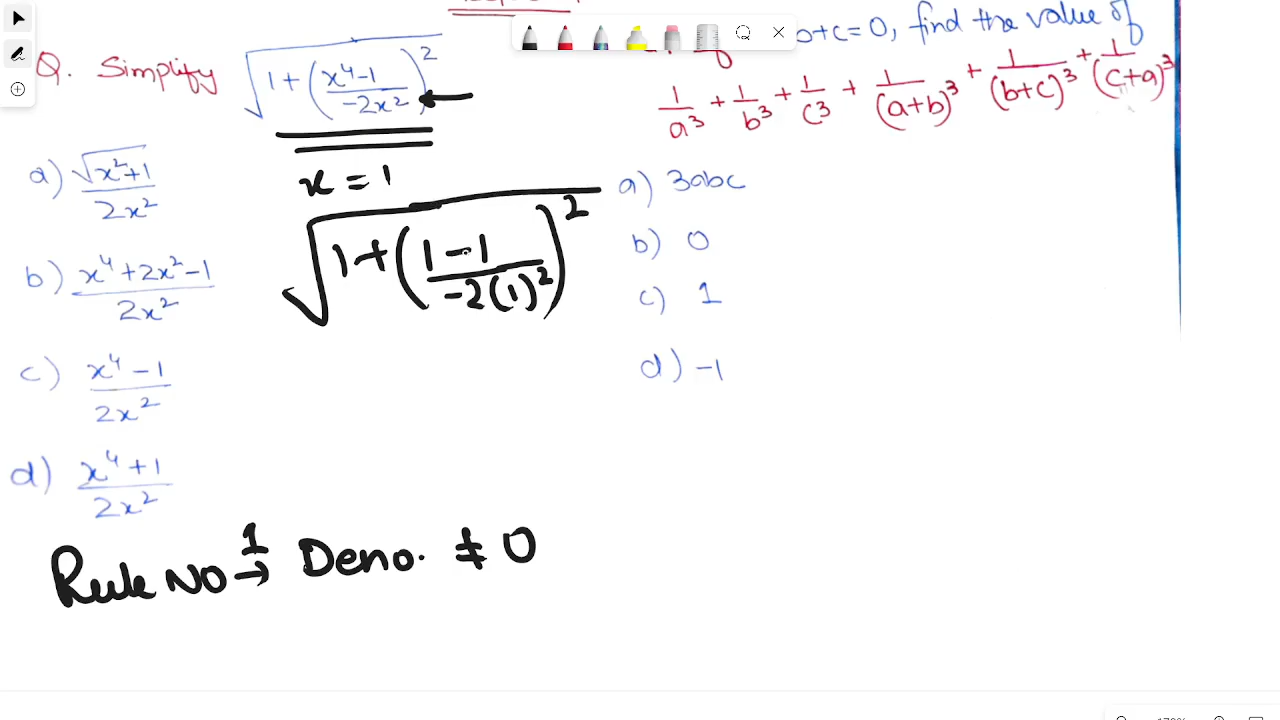 b+c=0, find the value of
Q. Simplify √(1+((x⁴-1)/(-2x²))²)
1/a³ + 1/b³ + 1/c³ + 1/(a+b)³ + 1/(b+c)³ + 1/(c+a)³
x = 1
√(1+((1-1)/(-2(1)²))²)
a) √(x²+1)/2x²
b) (x⁴+2x²-1)/2x²
c) (x⁴-1)/2x²
d) (x⁴+1)/2x²
a) 3abc
b) 0
c) 1
d) -1
Rule No 1 → Deno. ≠ 0